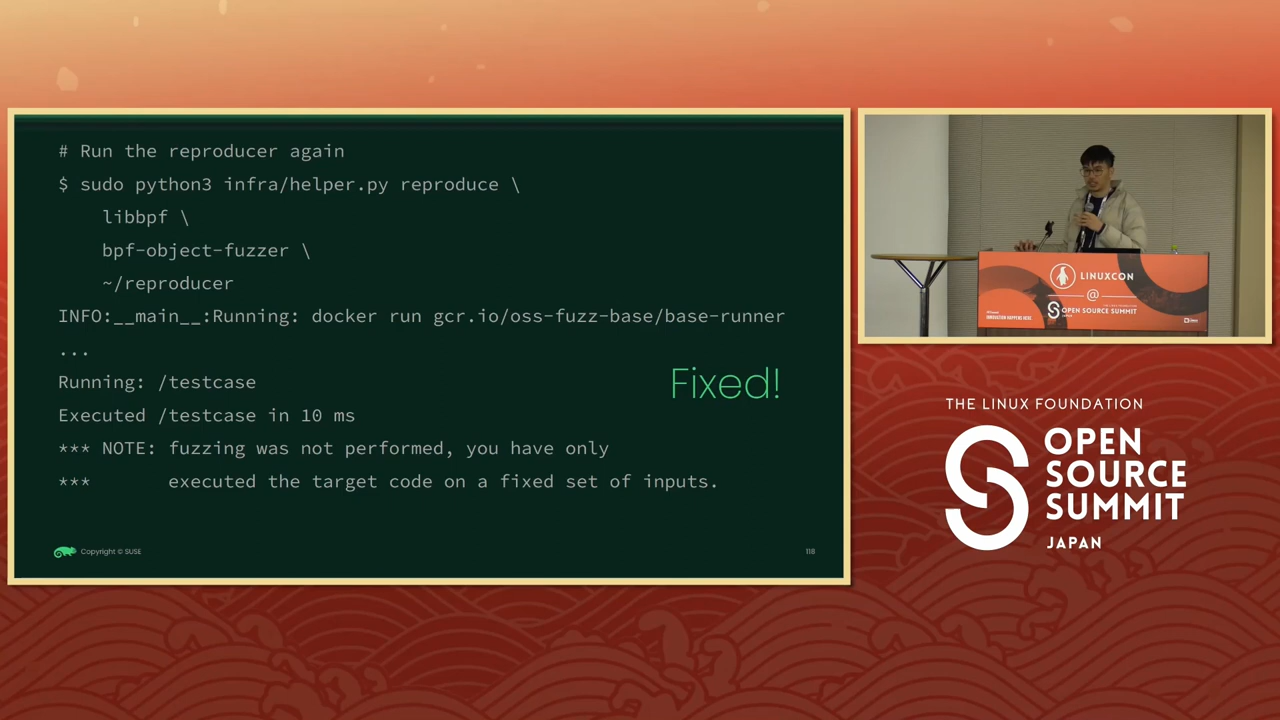 # Run the reproducer again
$ sudo python3 infra/helper.py reproduce \
libbpf \
bpf-object-fuzzer \
~/reproducer
INFO:__main__:Running: docker run gcr.io/oss-fuzz-base/base-runner
...
Running: /testcase
Fixed!
Executed /testcase in 10 ms
*** NOTE: fuzzing was not performed, you have only
***       executed the target code on a fixed set of inputs.
Copyright © SUSE
118
LINUXCON
@
OPEN SOURCE SUMMIT
INNOVATION HAPPENS HERE
THE LINUX FOUNDATION
OPEN
SOURCE
SUMMIT
JAPAN